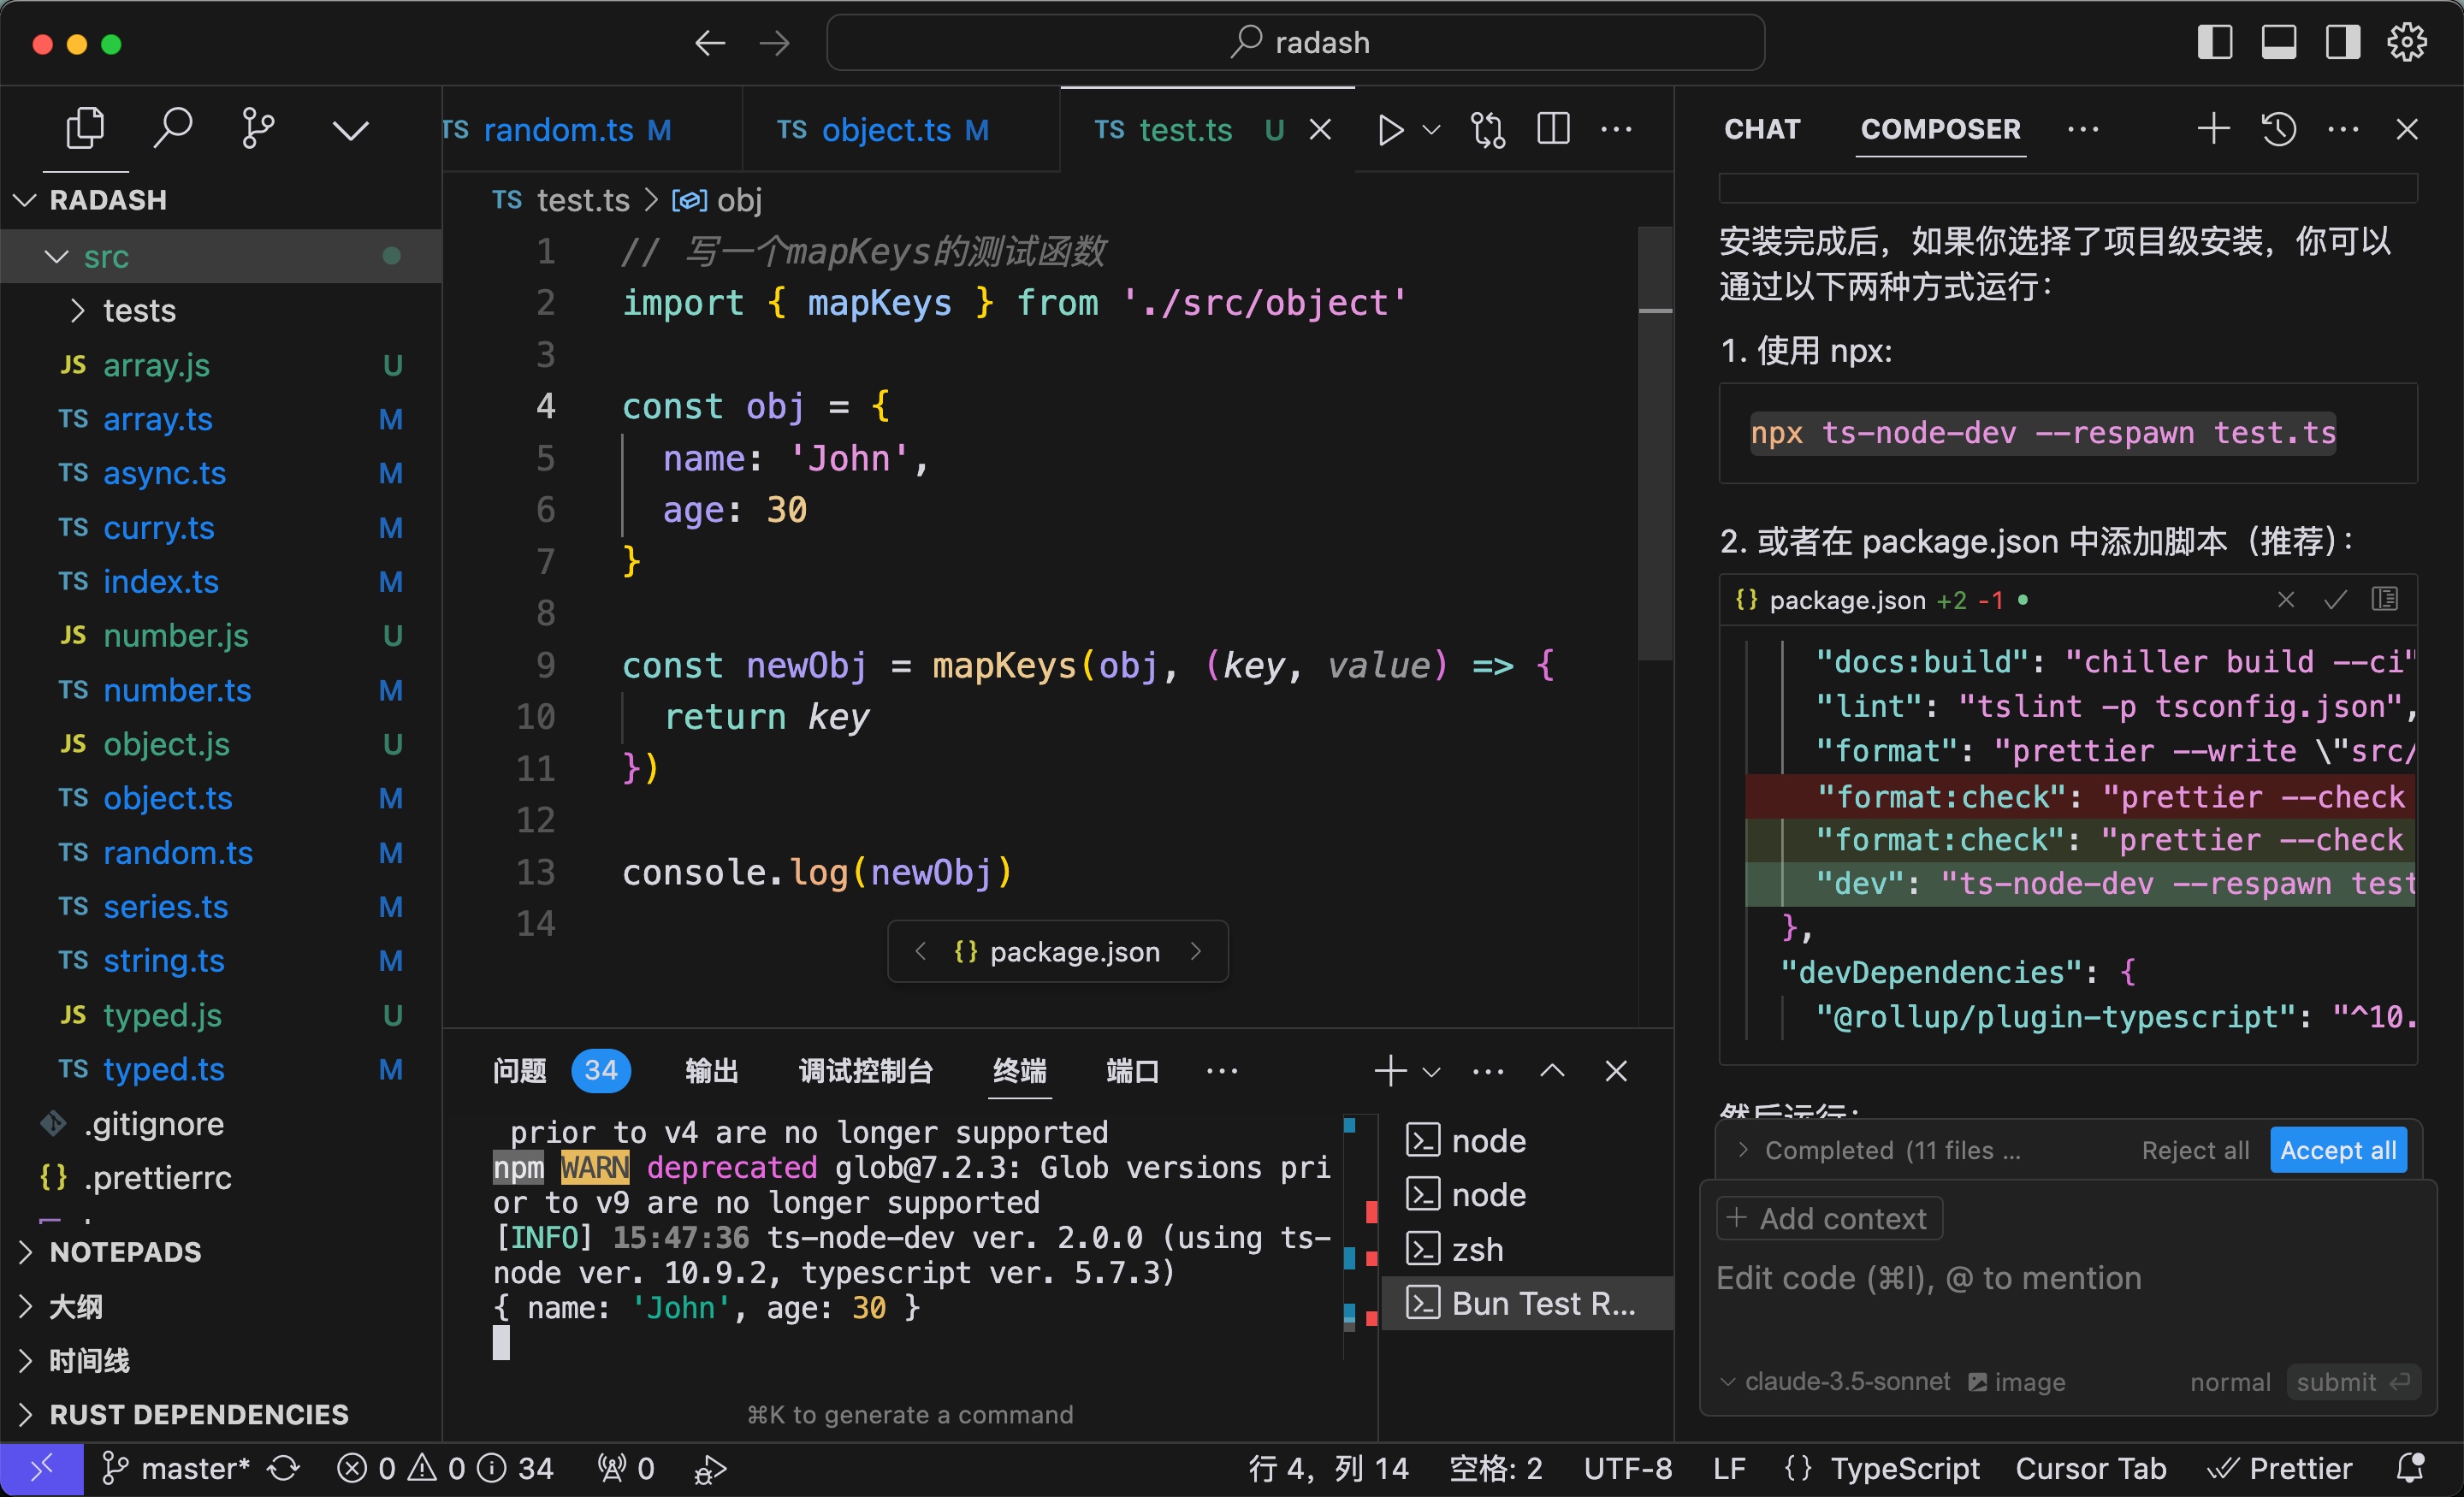 radash
RADASH
src
tests
JS array.js U
TS array.ts M
TS async.ts M
TS curry.ts M
TS index.ts M
JS number.js U
TS number.ts M
JS object.js U
TS object.ts M
TS random.ts M
TS series.ts M
TS string.ts M
JS typed.js U
TS typed.ts M
.gitignore
{} .prettierrc
NOTEPADS
大纲
时间线
RUST DEPENDENCIES
TS random.ts M
TS object.ts M
TS test.ts U
TS test.ts > obj
1 // 写一个mapKeys的测试函数
2 import { mapKeys } from './src/object'
3
4 const obj = {
5 name: 'John',
6 age: 30
7 }
8
9 const newObj = mapKeys(obj, (key, value) => {
10 return key
11 })
12
13 console.log(newObj)
14
{} package.json
问题 34 输出 调试控制台 终端 端口
prior to v4 are no longer supported
npm WARN deprecated glob@7.2.3: Glob versions pri
or to v9 are no longer supported
[INFO] 15:47:36 ts-node-dev ver. 2.0.0 (using ts-
node ver. 10.9.2, typescript ver. 5.7.3)
{ name: 'John', age: 30 }
⌘K to generate a command
node
node
zsh
Bun Test R...
CHAT COMPOSER
安装完成后，如果你选择了项目级安装，你可以
通过以下两种方式运行：
1. 使用 npx:
npx ts-node-dev --respawn test.ts
2. 或者在 package.json 中添加脚本（推荐）：
{} package.json +2 -1
"docs:build": "chiller build --ci"
"lint": "tslint -p tsconfig.json",
"format": "prettier --write \"src/
"format:check": "prettier --check
"format:check": "prettier --check
"dev": "ts-node-dev --respawn test
},
"devDependencies": {
"@rollup/plugin-typescript": "^10.
然后运行：
Completed (11 files ... Reject all Accept all
+ Add context
Edit code (⌘I), @ to mention
claude-3.5-sonnet image normal submit
master* 0 0 34 0 行 4，列 14 空格: 2 UTF-8 LF {} TypeScript Cursor Tab Prettier